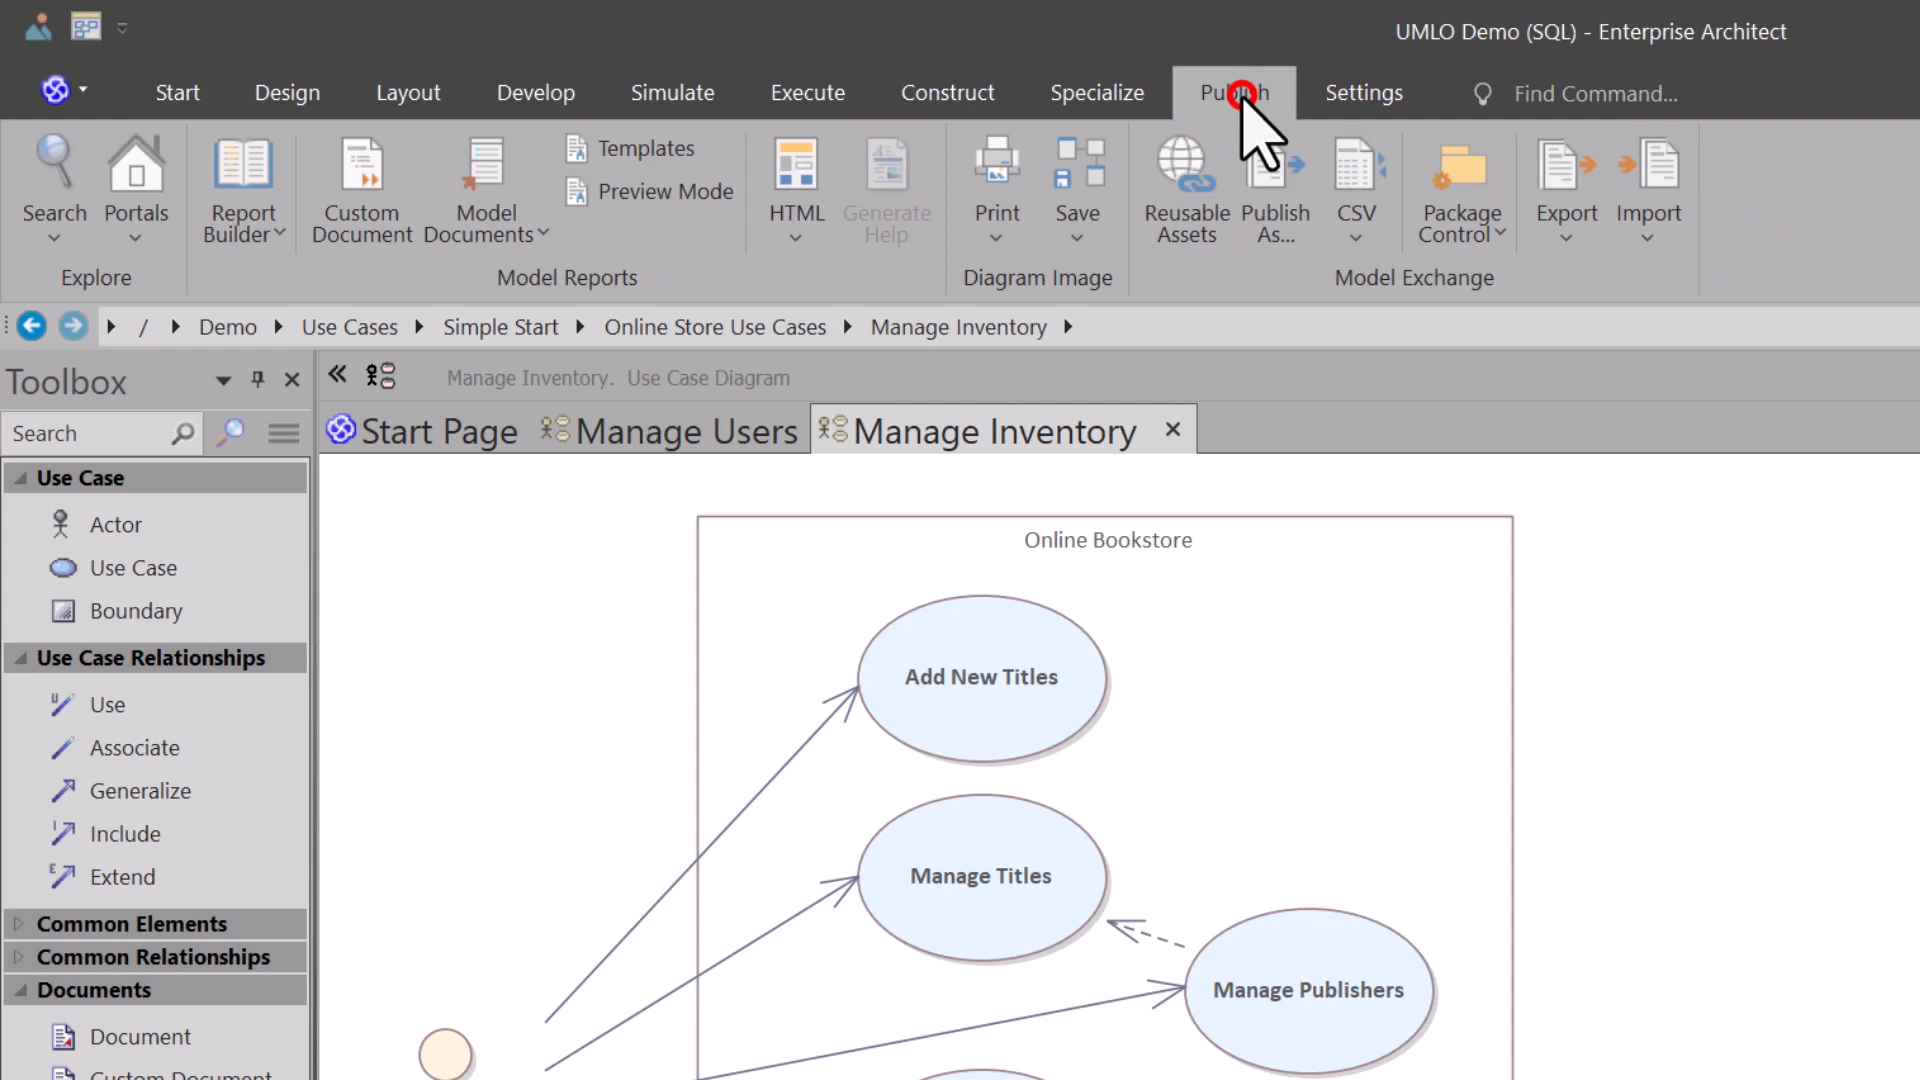 UMLO Demo (SQL) - Enterprise Architect
Start Design Layout Develop Simulate Execute Construct Specialize Publish Settings Find Command...
Search Portals
Explore
Report Builder
Custom Document
Model Documents
Templates
Preview Mode
HTML
Generate Help
Model Reports
Print
Save
Diagram Image
Reusable Assets
Publish As...
CSV
Package Control
Export
Import
Model Exchange
/ Demo Use Cases Simple Start Online Store Use Cases Manage Inventory
Toolbox
Manage Inventory. Use Case Diagram
Search
Start Page Manage Users Manage Inventory
Use Case
Actor
Use Case
Boundary
Use Case Relationships
Use
Associate
Generalize
Include
Extend
Common Elements
Common Relationships
Documents
Document
Custom Document
Online Bookstore
Add New Titles
Manage Titles
Manage Publishers